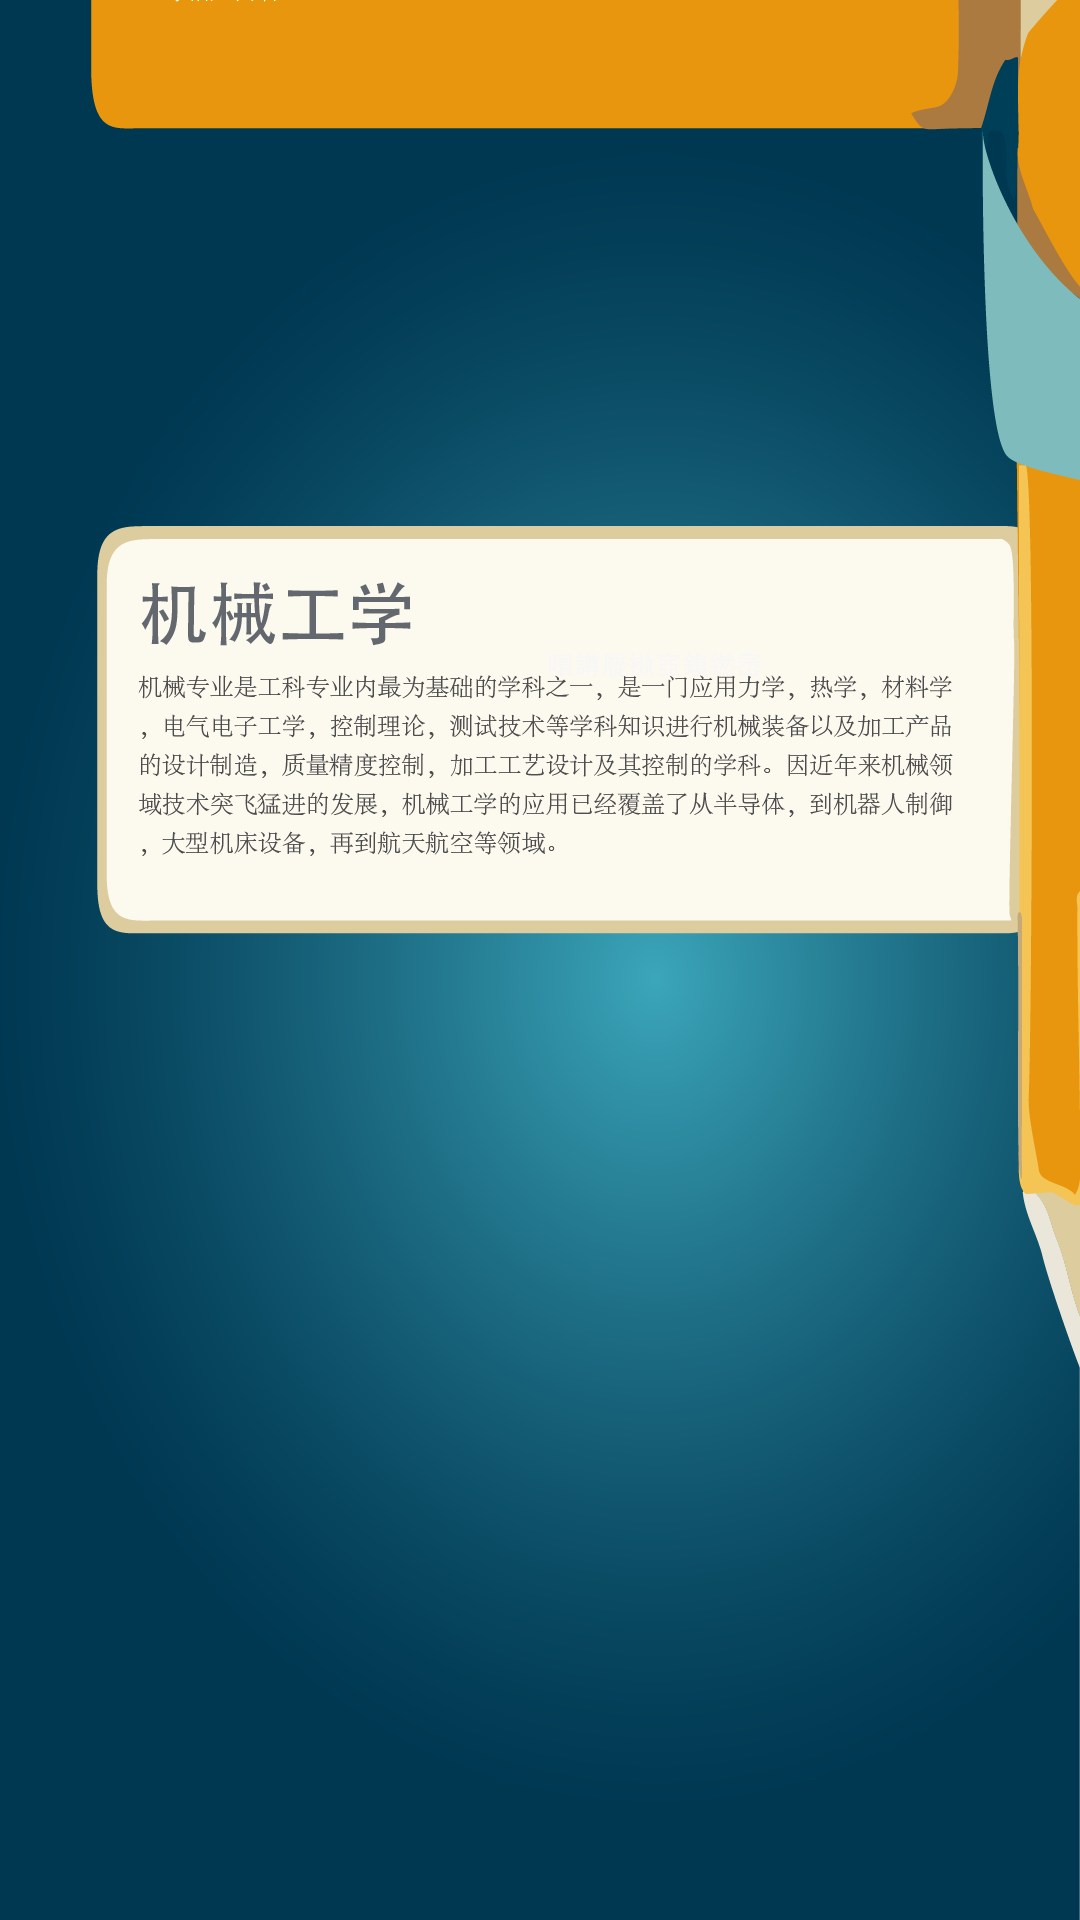 机械工学
机械专业是工科专业内最为基础的学科之一，是一门应用力学，热学，材料学
，电气电子工学，控制理论，测试技术等学科知识进行机械装备以及加工产品
的设计制造，质量精度控制，加工工艺设计及其控制的学科。因近年来机械领
域技术突飞猛进的发展，机械工学的应用已经覆盖了从半导体，到机器人制御
，大型机床设备，再到航天航空等领域。